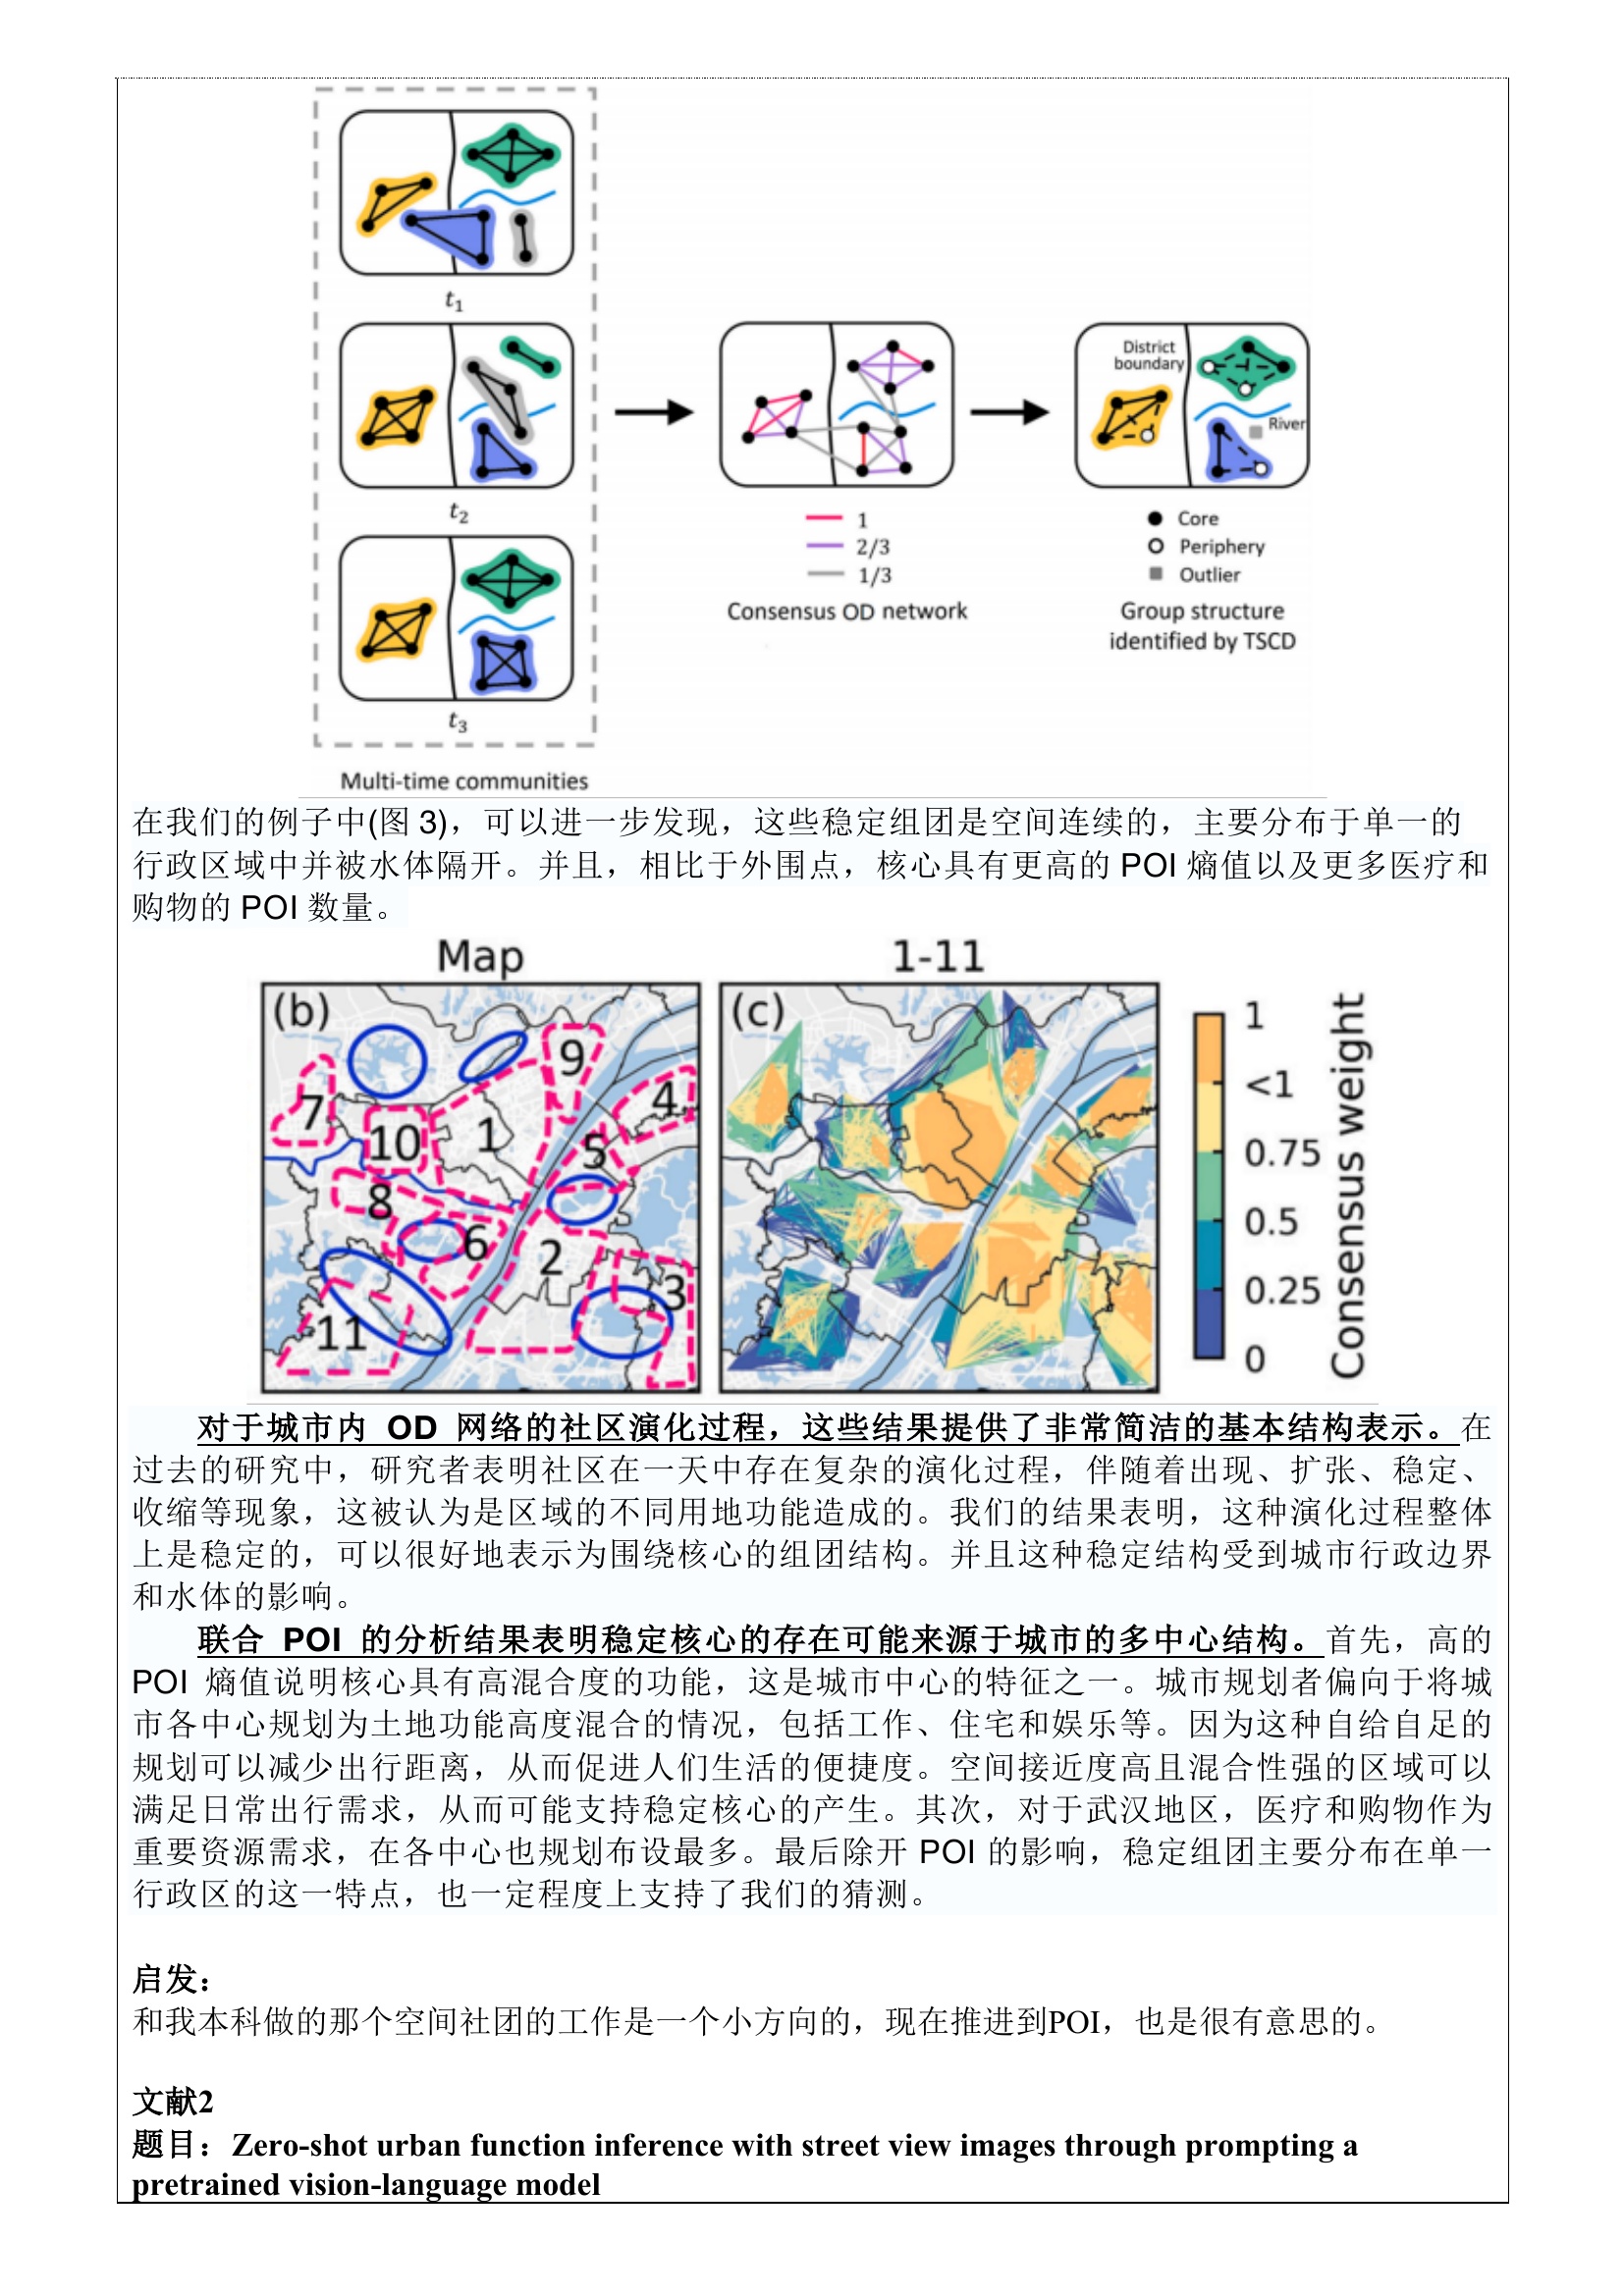 t1
t2
t3
Multi-time communities
1
2/3
1/3
Consensus OD network
District
boundary
River
Core
Periphery
Outlier
Group structure
identified by TSCD
在我们的例子中(图 3)，可以进一步发现，这些稳定组团是空间连续的，主要分布于单一的
行政区域中并被水体隔开。并且，相比于外围点，核心具有更高的 POI 熵值以及更多医疗和
购物的 POI 数量。
Map
(b)
9
7
4
10
1
5
8
6
2
3
11
1-11
(c)
1
<1
0.75
0.5
0.25
0
Consensus weight
对于城市内 OD 网络的社区演化过程，这些结果提供了非常简洁的基本结构表示。在
过去的研究中，研究者表明社区在一天中存在复杂的演化过程，伴随着出现、扩张、稳定、
收缩等现象，这被认为是区域的不同用地功能造成的。我们的结果表明，这种演化过程整体
上是稳定的，可以很好地表示为围绕核心的组团结构。并且这种稳定结构受到城市行政边界
和水体的影响。
联合 POI 的分析结果表明稳定核心的存在可能来源于城市的多中心结构。首先，高的
POI 熵值说明核心具有高混合度的功能，这是城市中心的特征之一。城市规划者偏向于将城
市各中心规划为土地功能高度混合的情况，包括工作、住宅和娱乐等。因为这种自给自足的
规划可以减少出行距离，从而促进人们生活的便捷度。空间接近度高且混合性强的区域可以
满足日常出行需求，从而可能支持稳定核心的产生。其次，对于武汉地区，医疗和购物作为
重要资源需求，在各中心也规划布设最多。最后除开 POI 的影响，稳定组团主要分布在单一
行政区的这一特点，也一定程度上支持了我们的猜测。
启发：
和我本科做的那个空间社团的工作是一个小方向的，现在推进到POI，也是很有意思的。
文献2
题目：Zero-shot urban function inference with street view images through prompting a
pretrained vision-language model